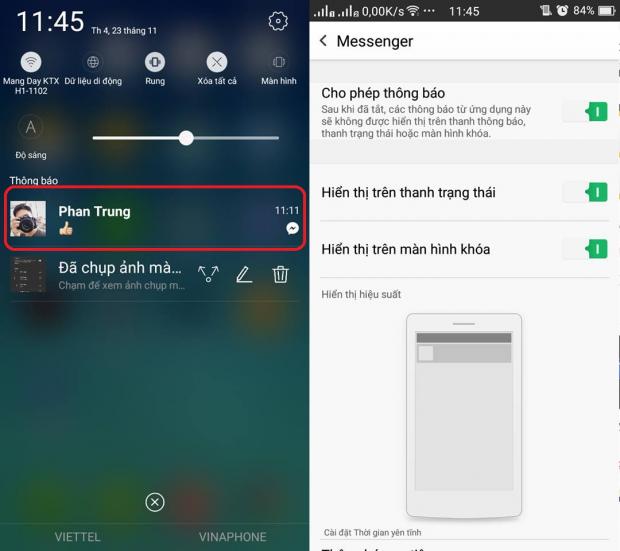 11:45 Th 4, 23 tháng 11
Mang Day KTX
H1-1102
Dữ liệu di động
Rung
Xóa tất cả
Màn hình
A
Độ sáng
Thông báo
Phan Trung
11:11
Đã chụp ảnh mà...
Chạm để xem ảnh chụp m...
VIETTEL
VINAPHONE
0,00K/s ··· 11:45 84%
Messenger
Cho phép thông báo
Sau khi đã tắt, các thông báo từ ứng dụng này
sẽ không được hiển thị trên thanh thông báo,
thanh trạng thái hoặc màn hình khóa.
Hiển thị trên thanh trạng thái
Hiển thị trên màn hình khóa
Hiển thị hiệu suất
Cài đặt Thời gian yên tĩnh